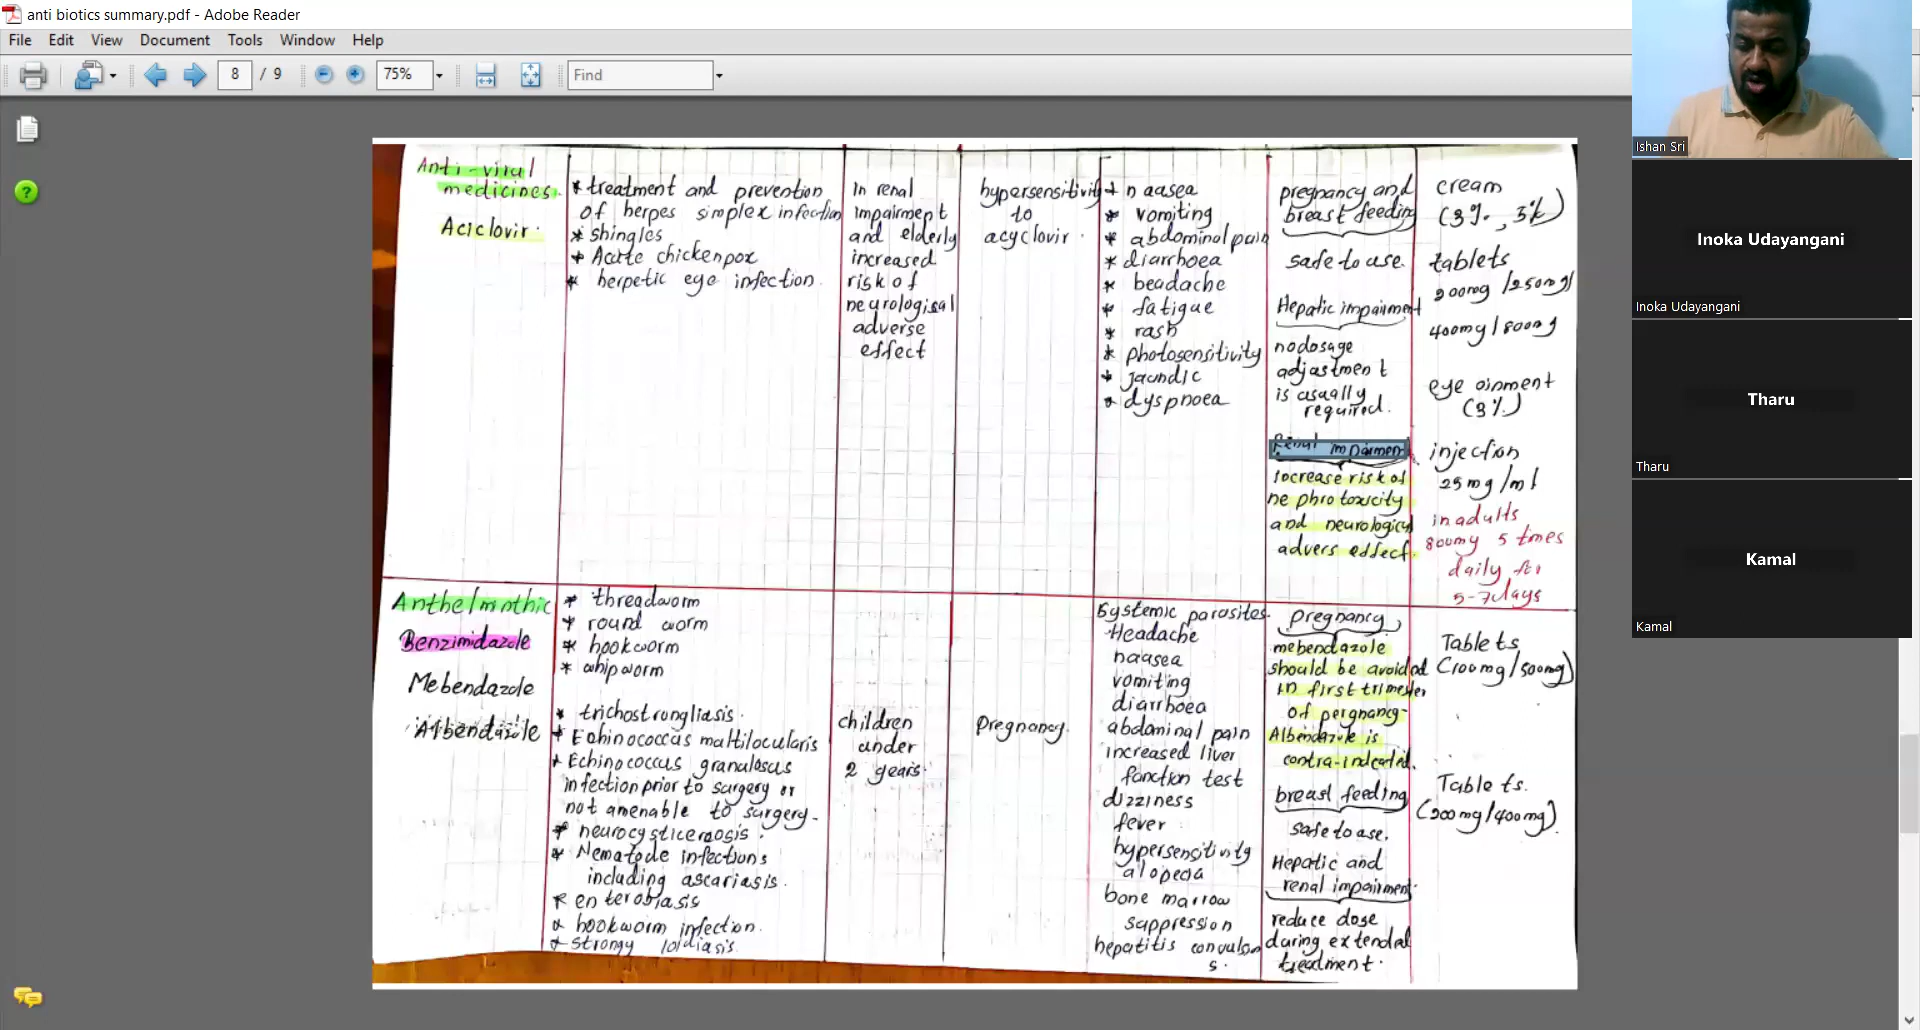 anti biotics summary.pdf - Adobe Reader
File Edit View Document Tools Window Help
8 / 9 75% Find
Anti-viral
medicines.
Aciclovir.
* treatment and prevention
of herpes simplex infection
* shingles
* Acute chickenpox
* herpetic eye infection.
In renal
impairment
and elderly
increased
risk of
neurological
adverse
effect
hypersensitivity
to
acyclovir.
* naasea
* vomiting
* abdominal pain
* diarrhoea
* beadache
* fatigue
* rash
* photosensitivity
* jaundic
* dyspnoea
pregnancy and
breast feeding
safe to use.
Hepatic impairment
no dosage
adjastment
is usually
required.
Renal impairment
increase risk of
nephrotoxicity
and neurological
advers effect.
cream
tablets
200mg /250mg/
400mg / 800mg
eye oinment
(3%)
injection
25mg/ml
in adults
800mg 5 times
daily for
5-7 days
Anthelminthic
Benzimidazole
Mebendazole
Albendazole
* threadworm
* round worm
* hookworm
* whipworm
* trichostrongliasis.
* Echinococcus multilocularis
* Echinococcus granulosus
infection prior to surgery or
not amenable to surgery.
* neurocysticercosis.
* Nematode infections
including ascariasis.
* enterobiasis
* hookworm infection.
* Strongyloidiasis.
children
under
2 years.
Pregnancy.
Systemic parasites.
Headache
naasea
vomiting
diarrhoea
abdominal pain
increased liver
function test
dizziness
fever
hypersensitivity
alopecia
bone marrow
suppression
hepatitis convulsion
s.
pregnancy
mebendazole
should be avoided
in first trimester
of pergnancy-
Albendazole is
contra-indicated.
breast feeding
safe to use.
Hepatic and
renal impairment.
reduce dose
during extendal
treatment.
Tablets
(100mg/500mg)
Tablets.
(200mg/400mg).
Ishan Sri
Inoka Udayangani
Inoka Udayangani
Tharu
Tharu
Kamal
Kamal